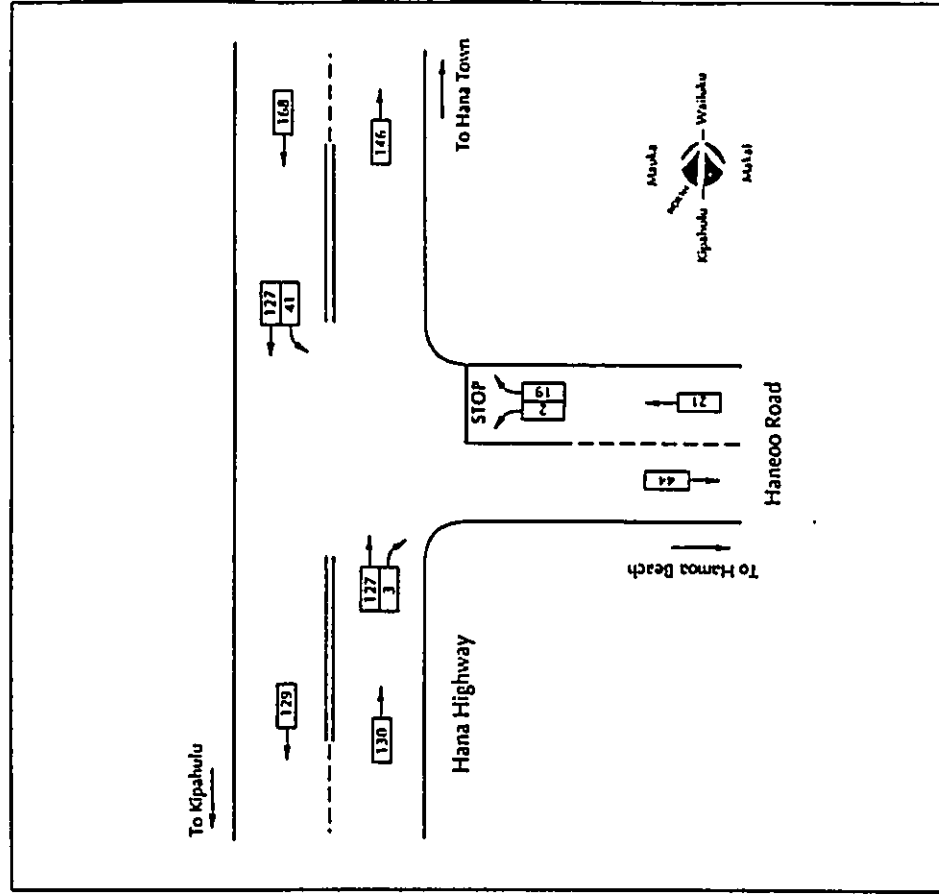 To Kipahulu
168
146
To Hana Town
127
41
Mauka
NORTH
Kipahulu
Wailuku
Makai
127
3
129
130
Hana Highway
STOP
2
19
21
44
To Hamoa Beach
Haneoo Road